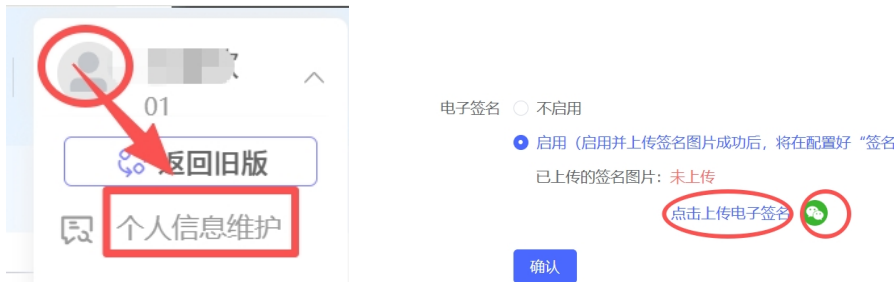 01
返回旧版
个人信息维护
电子签名 不启用
启用（启用并上传签名图片成功后，将在配置好“签名
已上传的签名图片：未上传
点击上传电子签名
确认